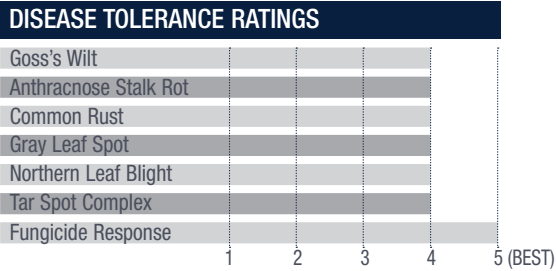 DISEASE TOLERANCE RATINGS
Goss's Wilt
Anthracnose Stalk Rot
Common Rust
Gray Leaf Spot
Northern Leaf Blight
Tar Spot Complex
Fungicide Response
1 2 3 4 5 (BEST)